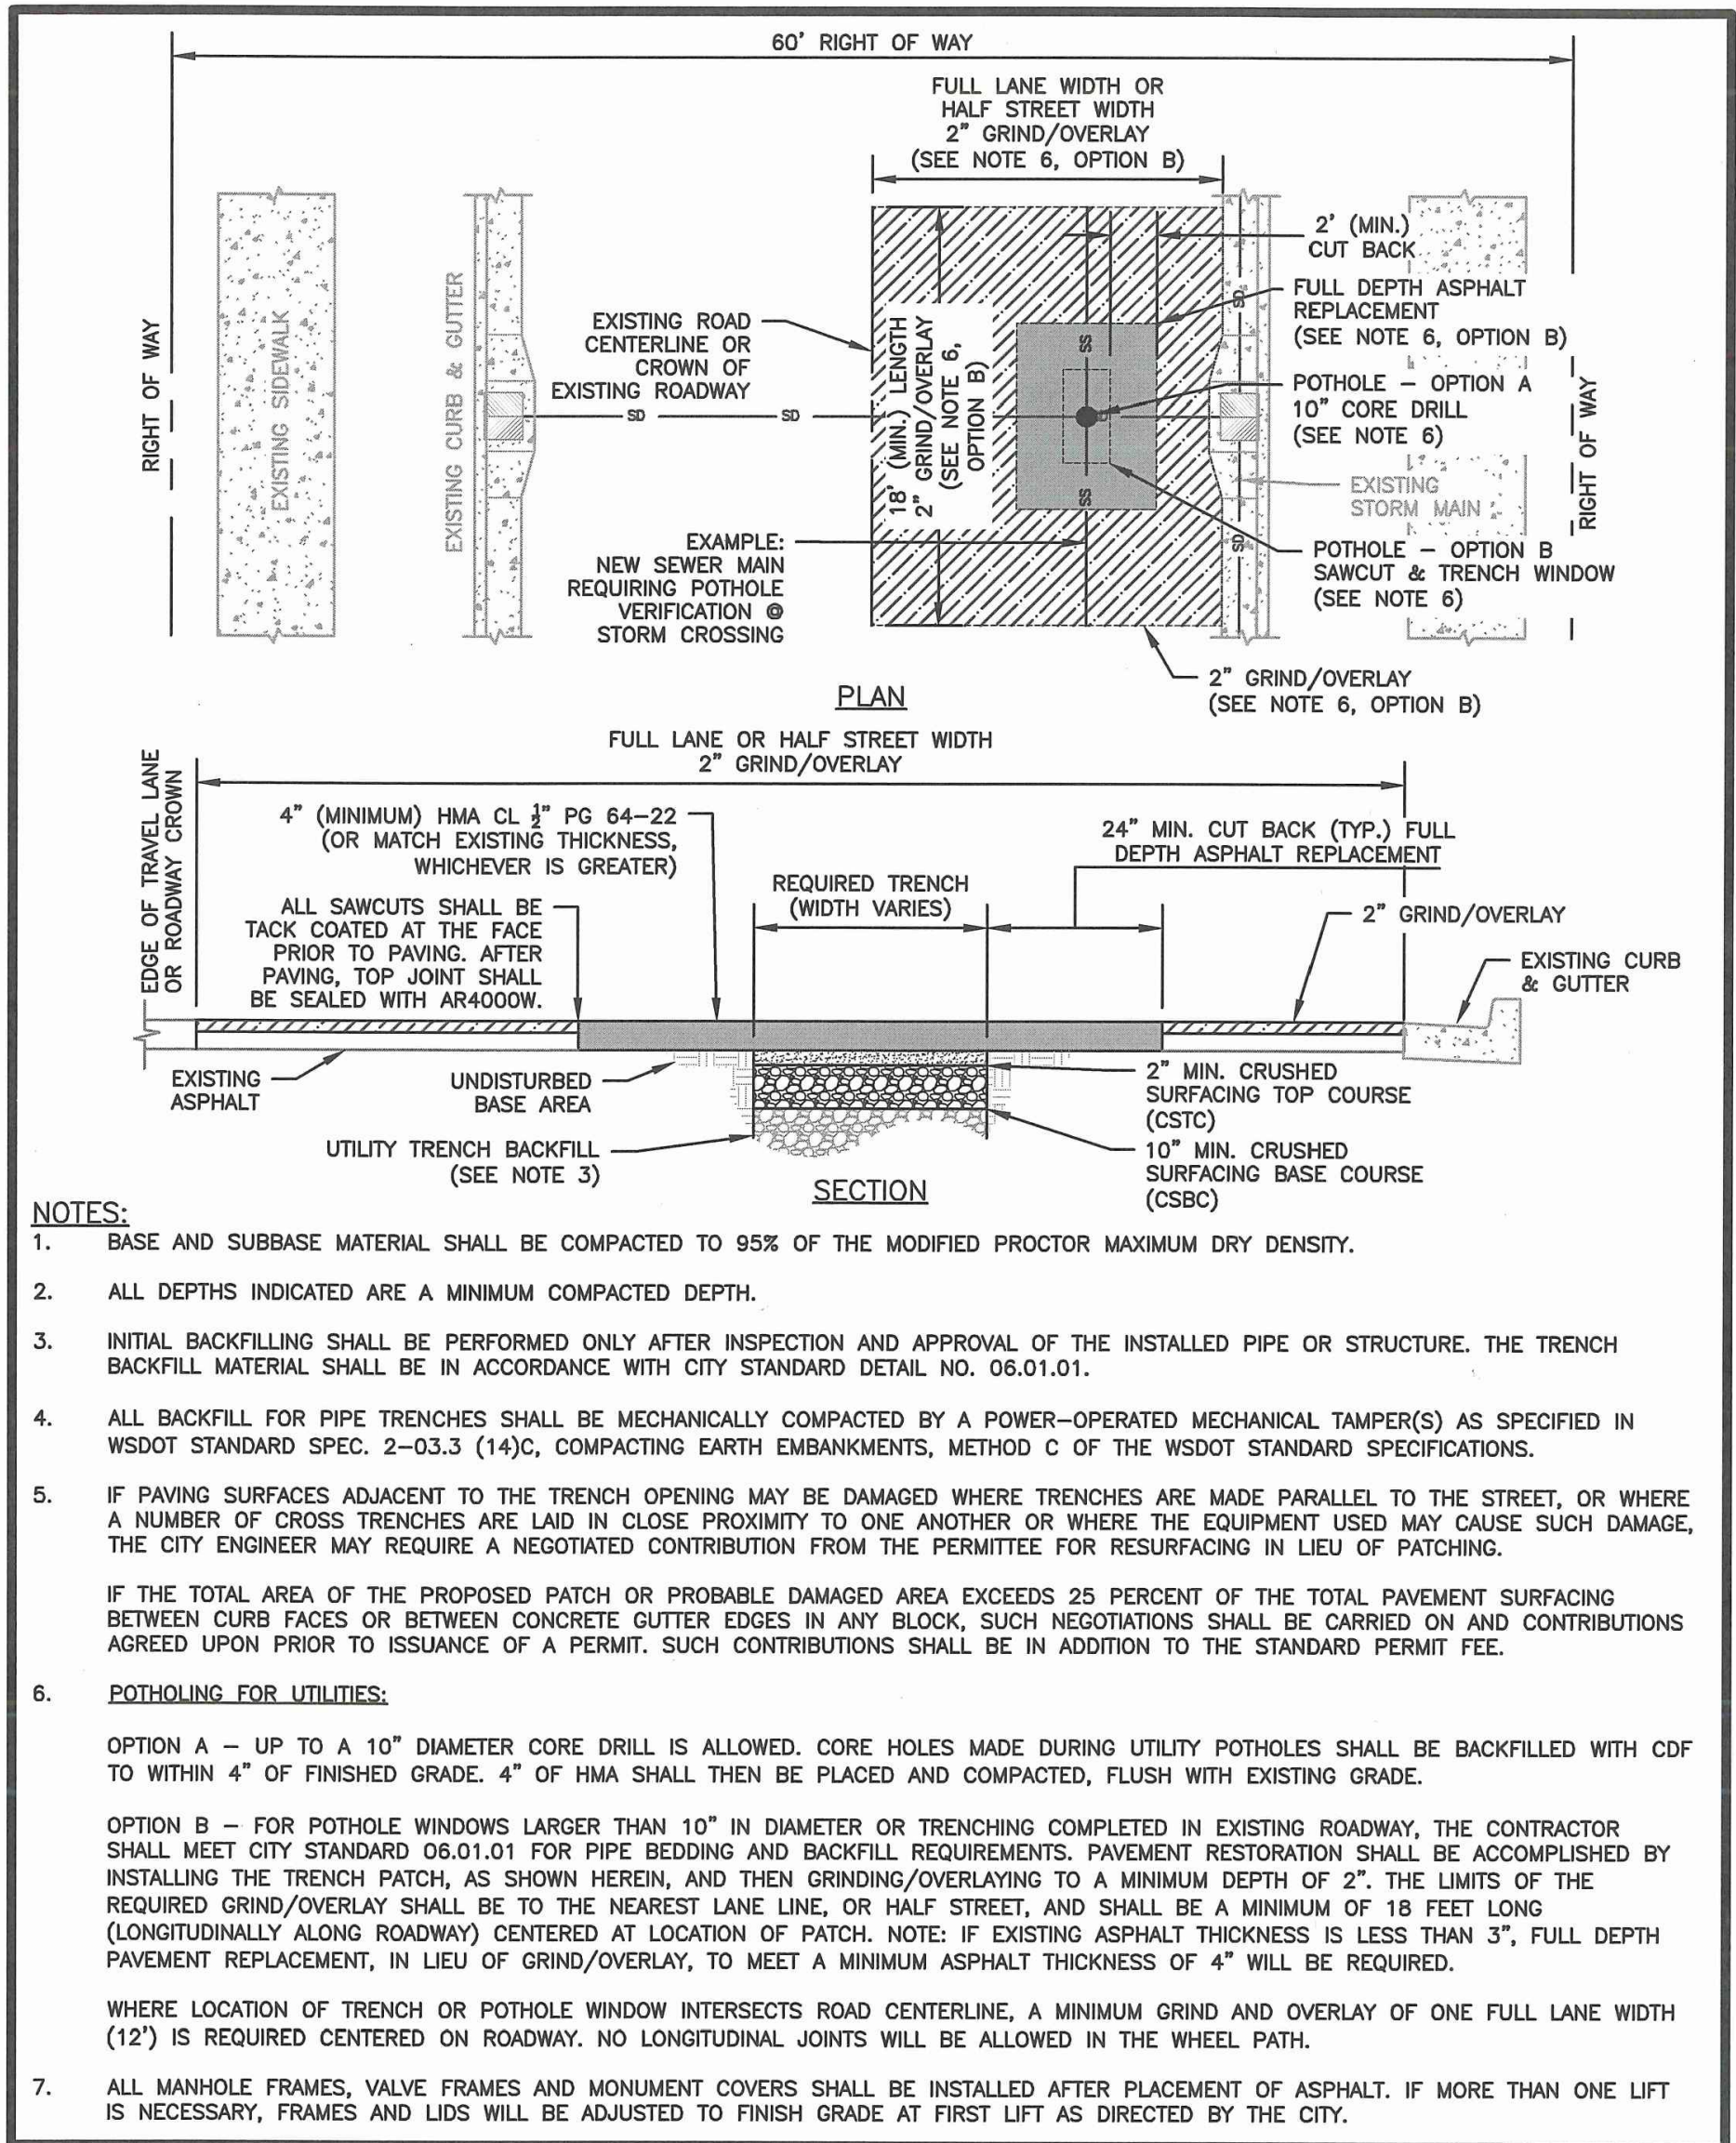 60' RIGHT OF WAY
FULL LANE WIDTH OR
HALF STREET WIDTH
2" GRIND/OVERLAY
(SEE NOTE 6, OPTION B)
2' (MIN.)
CUT BACK
FULL DEPTH ASPHALT
REPLACEMENT
(SEE NOTE 6, OPTION B)
EXISTING ROAD
CENTERLINE OR
CROWN OF
EXISTING ROADWAY
18' (MIN.) LENGTH
2" GRIND/OVERLAY
(SEE NOTE 6,
OPTION B)
RIGHT OF WAY
EXISTING SIDEWALK
EXISTING CURB & GUTTER
SD
SD
SS
SS
SD
SD
POTHOLE – OPTION A
10" CORE DRILL
(SEE NOTE 6)
EXISTING
STORM MAIN
RIGHT OF WAY
POTHOLE – OPTION B
SAWCUT & TRENCH WINDOW
(SEE NOTE 6)
EXAMPLE:
NEW SEWER MAIN
REQUIRING POTHOLE
VERIFICATION @
STORM CROSSING
2" GRIND/OVERLAY
(SEE NOTE 6, OPTION B)
PLAN
FULL LANE OR HALF STREET WIDTH
2" GRIND/OVERLAY
EDGE OF TRAVEL LANE
OR ROADWAY CROWN
4" (MINIMUM) HMA CL ½" PG 64–22
(OR MATCH EXISTING THICKNESS,
WHICHEVER IS GREATER)
24" MIN. CUT BACK (TYP.) FULL
DEPTH ASPHALT REPLACEMENT
REQUIRED TRENCH
(WIDTH VARIES)
ALL SAWCUTS SHALL BE
TACK COATED AT THE FACE
PRIOR TO PAVING. AFTER
PAVING, TOP JOINT SHALL
BE SEALED WITH AR4000W.
2" GRIND/OVERLAY
EXISTING CURB
& GUTTER
EXISTING
ASPHALT
UNDISTURBED
BASE AREA
2" MIN. CRUSHED
SURFACING TOP COURSE
(CSTC)
UTILITY TRENCH BACKFILL
(SEE NOTE 3)
10" MIN. CRUSHED
SURFACING BASE COURSE
(CSBC)
SECTION
NOTES:
1. BASE AND SUBBASE MATERIAL SHALL BE COMPACTED TO 95% OF THE MODIFIED PROCTOR MAXIMUM DRY DENSITY.
2. ALL DEPTHS INDICATED ARE A MINIMUM COMPACTED DEPTH.
3. INITIAL BACKFILLING SHALL BE PERFORMED ONLY AFTER INSPECTION AND APPROVAL OF THE INSTALLED PIPE OR STRUCTURE. THE TRENCH
BACKFILL MATERIAL SHALL BE IN ACCORDANCE WITH CITY STANDARD DETAIL NO. 06.01.01.
4. ALL BACKFILL FOR PIPE TRENCHES SHALL BE MECHANICALLY COMPACTED BY A POWER–OPERATED MECHANICAL TAMPER(S) AS SPECIFIED IN
WSDOT STANDARD SPEC. 2–03.3 (14)C, COMPACTING EARTH EMBANKMENTS, METHOD C OF THE WSDOT STANDARD SPECIFICATIONS.
5. IF PAVING SURFACES ADJACENT TO THE TRENCH OPENING MAY BE DAMAGED WHERE TRENCHES ARE MADE PARALLEL TO THE STREET, OR WHERE
A NUMBER OF CROSS TRENCHES ARE LAID IN CLOSE PROXIMITY TO ONE ANOTHER OR WHERE THE EQUIPMENT USED MAY CAUSE SUCH DAMAGE,
THE CITY ENGINEER MAY REQUIRE A NEGOTIATED CONTRIBUTION FROM THE PERMITTEE FOR RESURFACING IN LIEU OF PATCHING.
IF THE TOTAL AREA OF THE PROPOSED PATCH OR PROBABLE DAMAGED AREA EXCEEDS 25 PERCENT OF THE TOTAL PAVEMENT SURFACING
BETWEEN CURB FACES OR BETWEEN CONCRETE GUTTER EDGES IN ANY BLOCK, SUCH NEGOTIATIONS SHALL BE CARRIED ON AND CONTRIBUTIONS
AGREED UPON PRIOR TO ISSUANCE OF A PERMIT. SUCH CONTRIBUTIONS SHALL BE IN ADDITION TO THE STANDARD PERMIT FEE.
6. POTHOLING FOR UTILITIES:
OPTION A – UP TO A 10" DIAMETER CORE DRILL IS ALLOWED. CORE HOLES MADE DURING UTILITY POTHOLES SHALL BE BACKFILLED WITH CDF
TO WITHIN 4" OF FINISHED GRADE. 4" OF HMA SHALL THEN BE PLACED AND COMPACTED, FLUSH WITH EXISTING GRADE.
OPTION B – FOR POTHOLE WINDOWS LARGER THAN 10" IN DIAMETER OR TRENCHING COMPLETED IN EXISTING ROADWAY, THE CONTRACTOR
SHALL MEET CITY STANDARD 06.01.01 FOR PIPE BEDDING AND BACKFILL REQUIREMENTS. PAVEMENT RESTORATION SHALL BE ACCOMPLISHED BY
INSTALLING THE TRENCH PATCH, AS SHOWN HEREIN, AND THEN GRINDING/OVERLAYING TO A MINIMUM DEPTH OF 2". THE LIMITS OF THE
REQUIRED GRIND/OVERLAY SHALL BE TO THE NEAREST LANE LINE, OR HALF STREET, AND SHALL BE A MINIMUM OF 18 FEET LONG
(LONGITUDINALLY ALONG ROADWAY) CENTERED AT LOCATION OF PATCH. NOTE: IF EXISTING ASPHALT THICKNESS IS LESS THAN 3", FULL DEPTH
PAVEMENT REPLACEMENT, IN LIEU OF GRIND/OVERLAY, TO MEET A MINIMUM ASPHALT THICKNESS OF 4" WILL BE REQUIRED.
WHERE LOCATION OF TRENCH OR POTHOLE WINDOW INTERSECTS ROAD CENTERLINE, A MINIMUM GRIND AND OVERLAY OF ONE FULL LANE WIDTH
(12') IS REQUIRED CENTERED ON ROADWAY. NO LONGITUDINAL JOINTS WILL BE ALLOWED IN THE WHEEL PATH.
7. ALL MANHOLE FRAMES, VALVE FRAMES AND MONUMENT COVERS SHALL BE INSTALLED AFTER PLACEMENT OF ASPHALT. IF MORE THAN ONE LIFT
IS NECESSARY, FRAMES AND LIDS WILL BE ADJUSTED TO FINISH GRADE AT FIRST LIFT AS DIRECTED BY THE CITY.